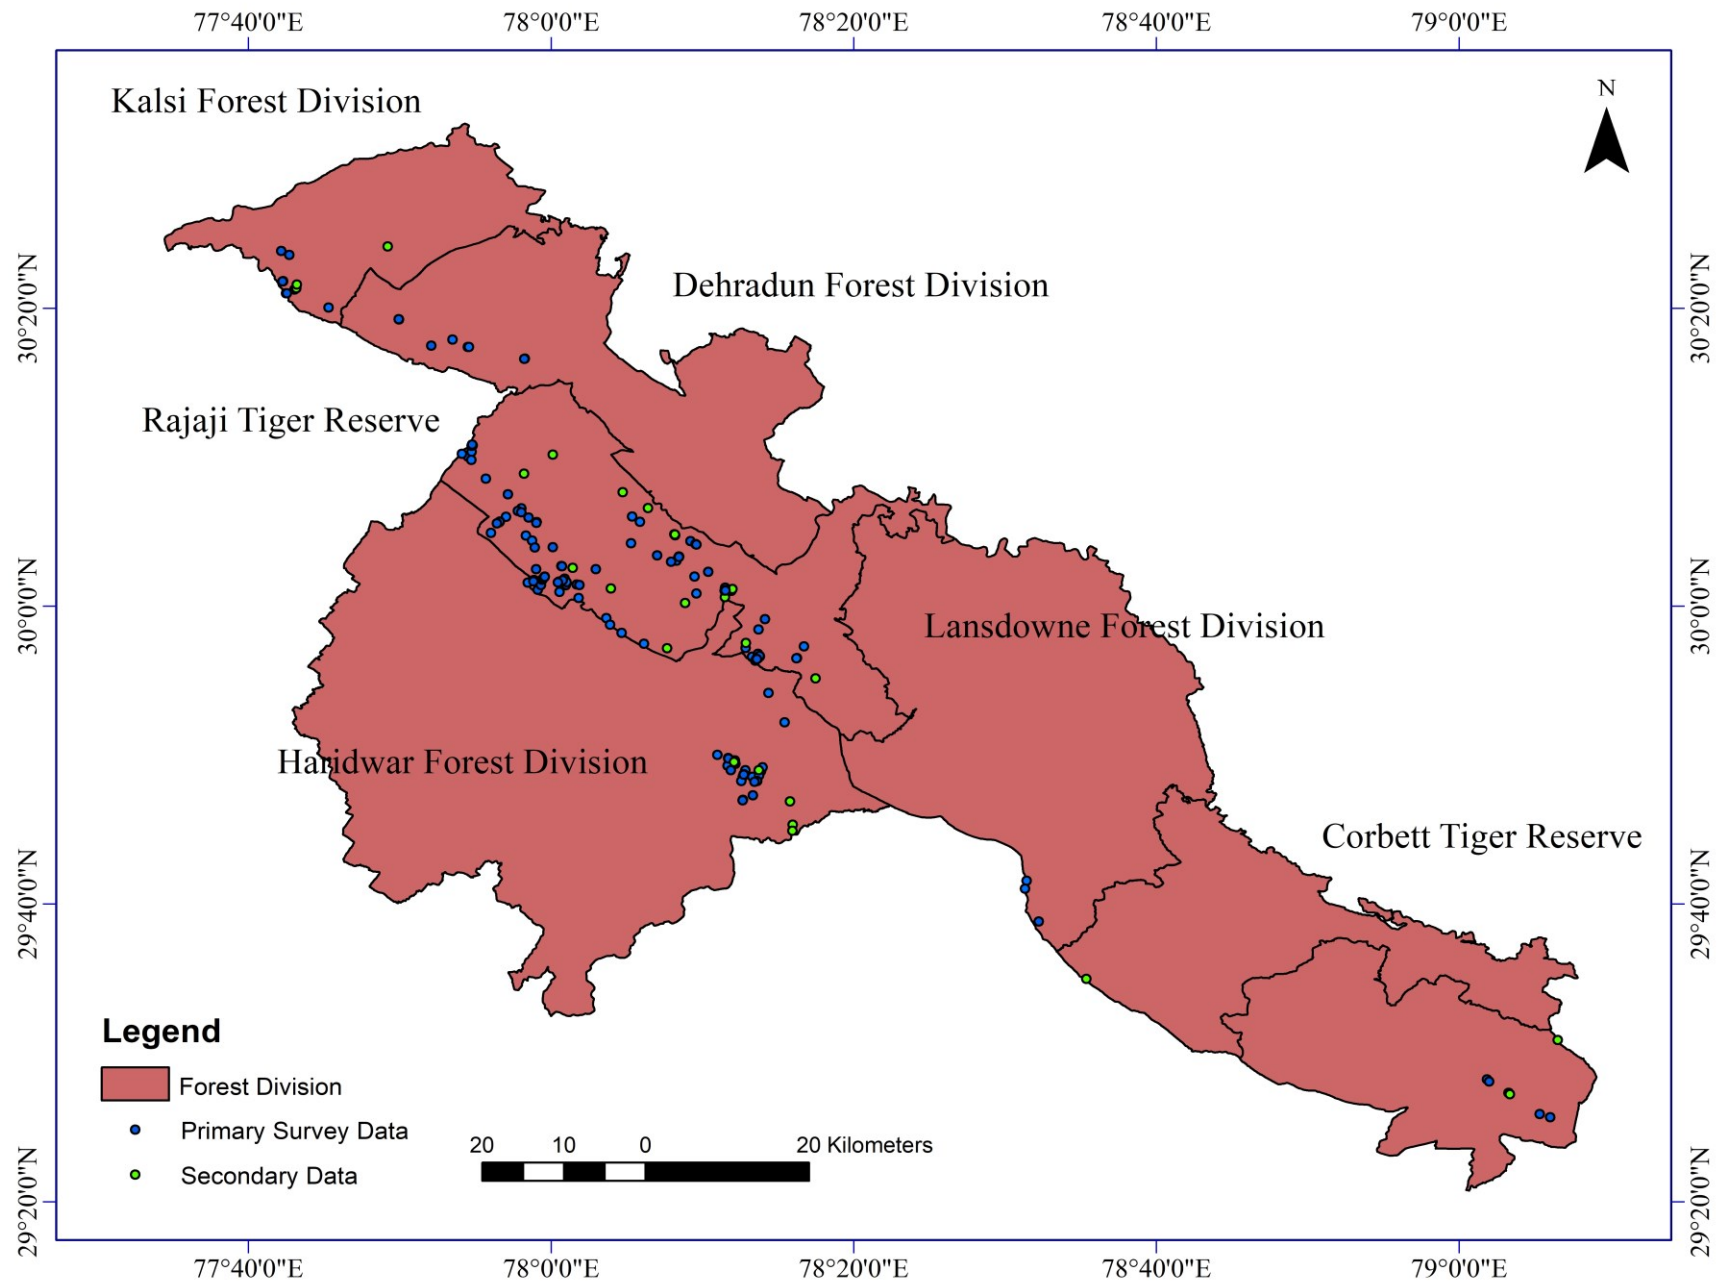 77°40'0"E 78°0'0"E 78°20'0"E 78°40'0"E 79°0'0"E
N
Kalsi Forest Division
Dehradun Forest Division
30°20'0"N 30°20'0"N
Rajaji Tiger Reserve
30°0'0"N 30°0'0"N
Lansdowne Forest Division
Haridwar Forest Division
Corbett Tiger Reserve
29°40'0"N 29°40'0"N
Legend
Forest Division
Primary Survey Data
Secondary Data
20 10 0 20 Kilometers
29°20'0"N 29°20'0"N
77°40'0"E 78°0'0"E 78°20'0"E 78°40'0"E 79°0'0"E